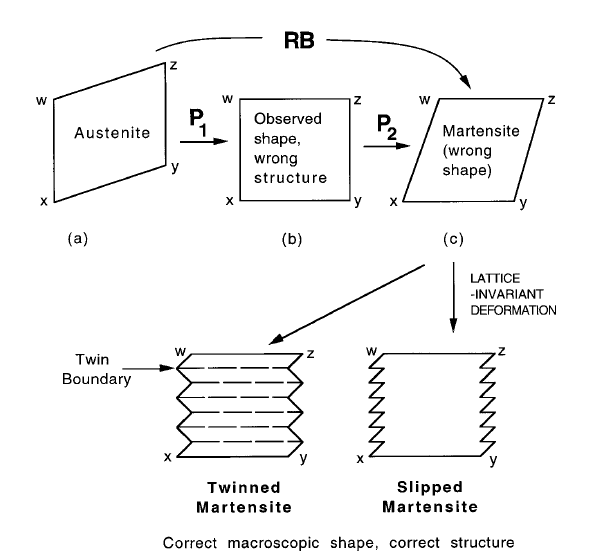 RB
z
w
Austenite
x
y
P1
w
z
Observed
shape,
wrong
structure
x
y
P2
w
z
Martensite
(wrong
shape)
x
y
(a)
(b)
(c)
LATTICE
-INVARIANT
DEFORMATION
Twin
Boundary
w
z
x
y
w
z
x
y
Twinned
Martensite
Slipped
Martensite
Correct macroscopic shape, correct structure